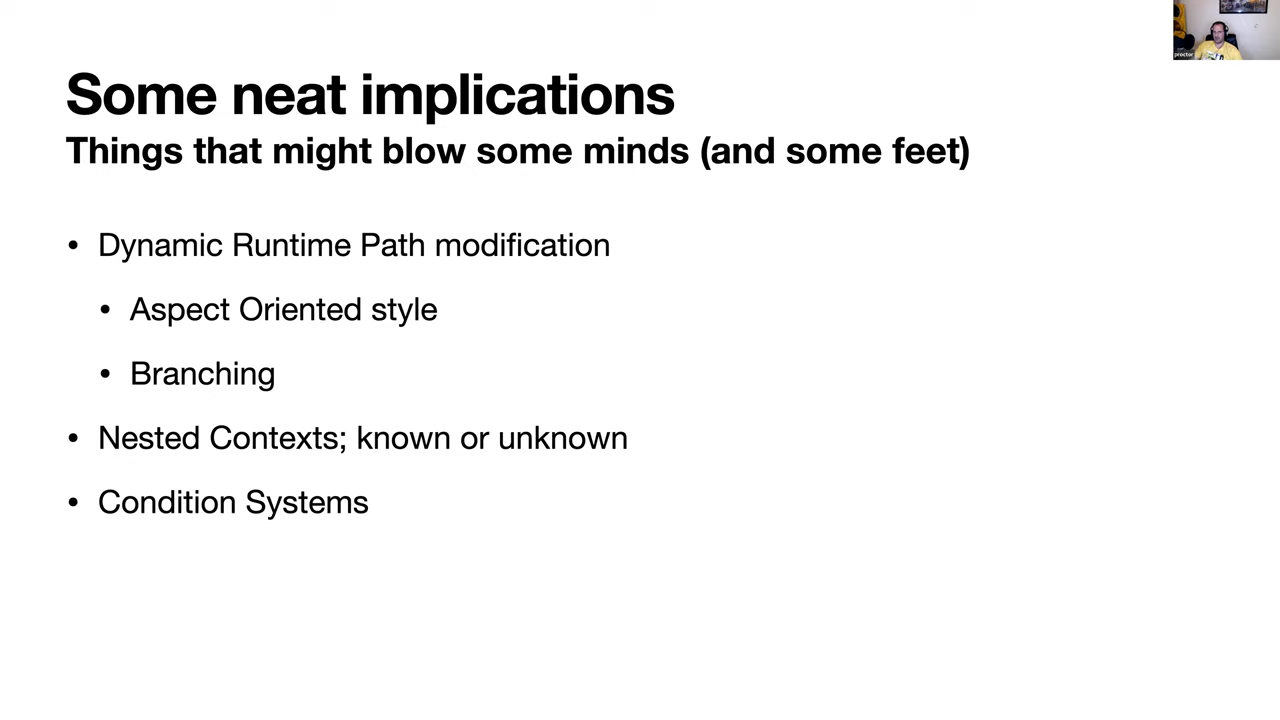 Some neat implications
Things that might blow some minds (and some feet)
• Dynamic Runtime Path modification
• Aspect Oriented style
• Branching
• Nested Contexts; known or unknown
• Condition Systems
proctor